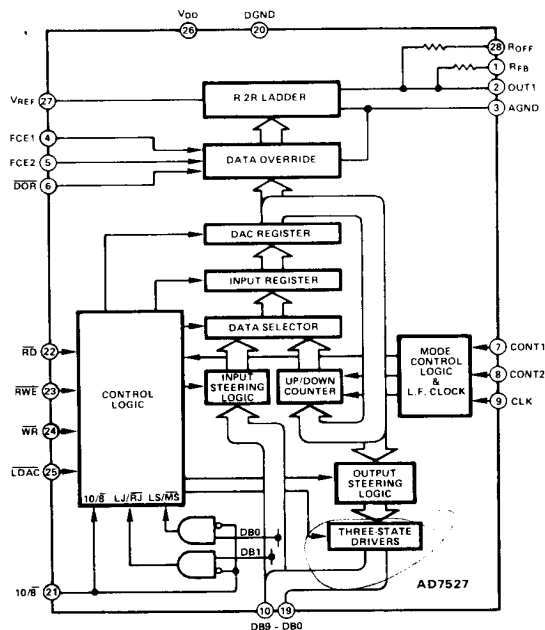 VDD
26
DGND
20
28 ROFF
1 RFB
2 OUT1
3 AGND
VREF 27
R 2R LADDER
FCE1 4
FCE2 5
DOR 6
DATA OVERRIDE
DAC REGISTER
INPUT REGISTER
DATA SELECTOR
INPUT STEERING LOGIC
UP/DOWN COUNTER
MODE CONTROL LOGIC & L.F. CLOCK
7 CONT1
8 CONT2
9 CLK
RD 22
RWE 23
WR 24
LDAC 25
CONTROL LOGIC
10/8 LJ/RJ LS/MS
OUTPUT STEERING LOGIC
THREE-STATE DRIVERS
DB0
DB1
10/8 21
10 19
DB9 - DB0
AD7527